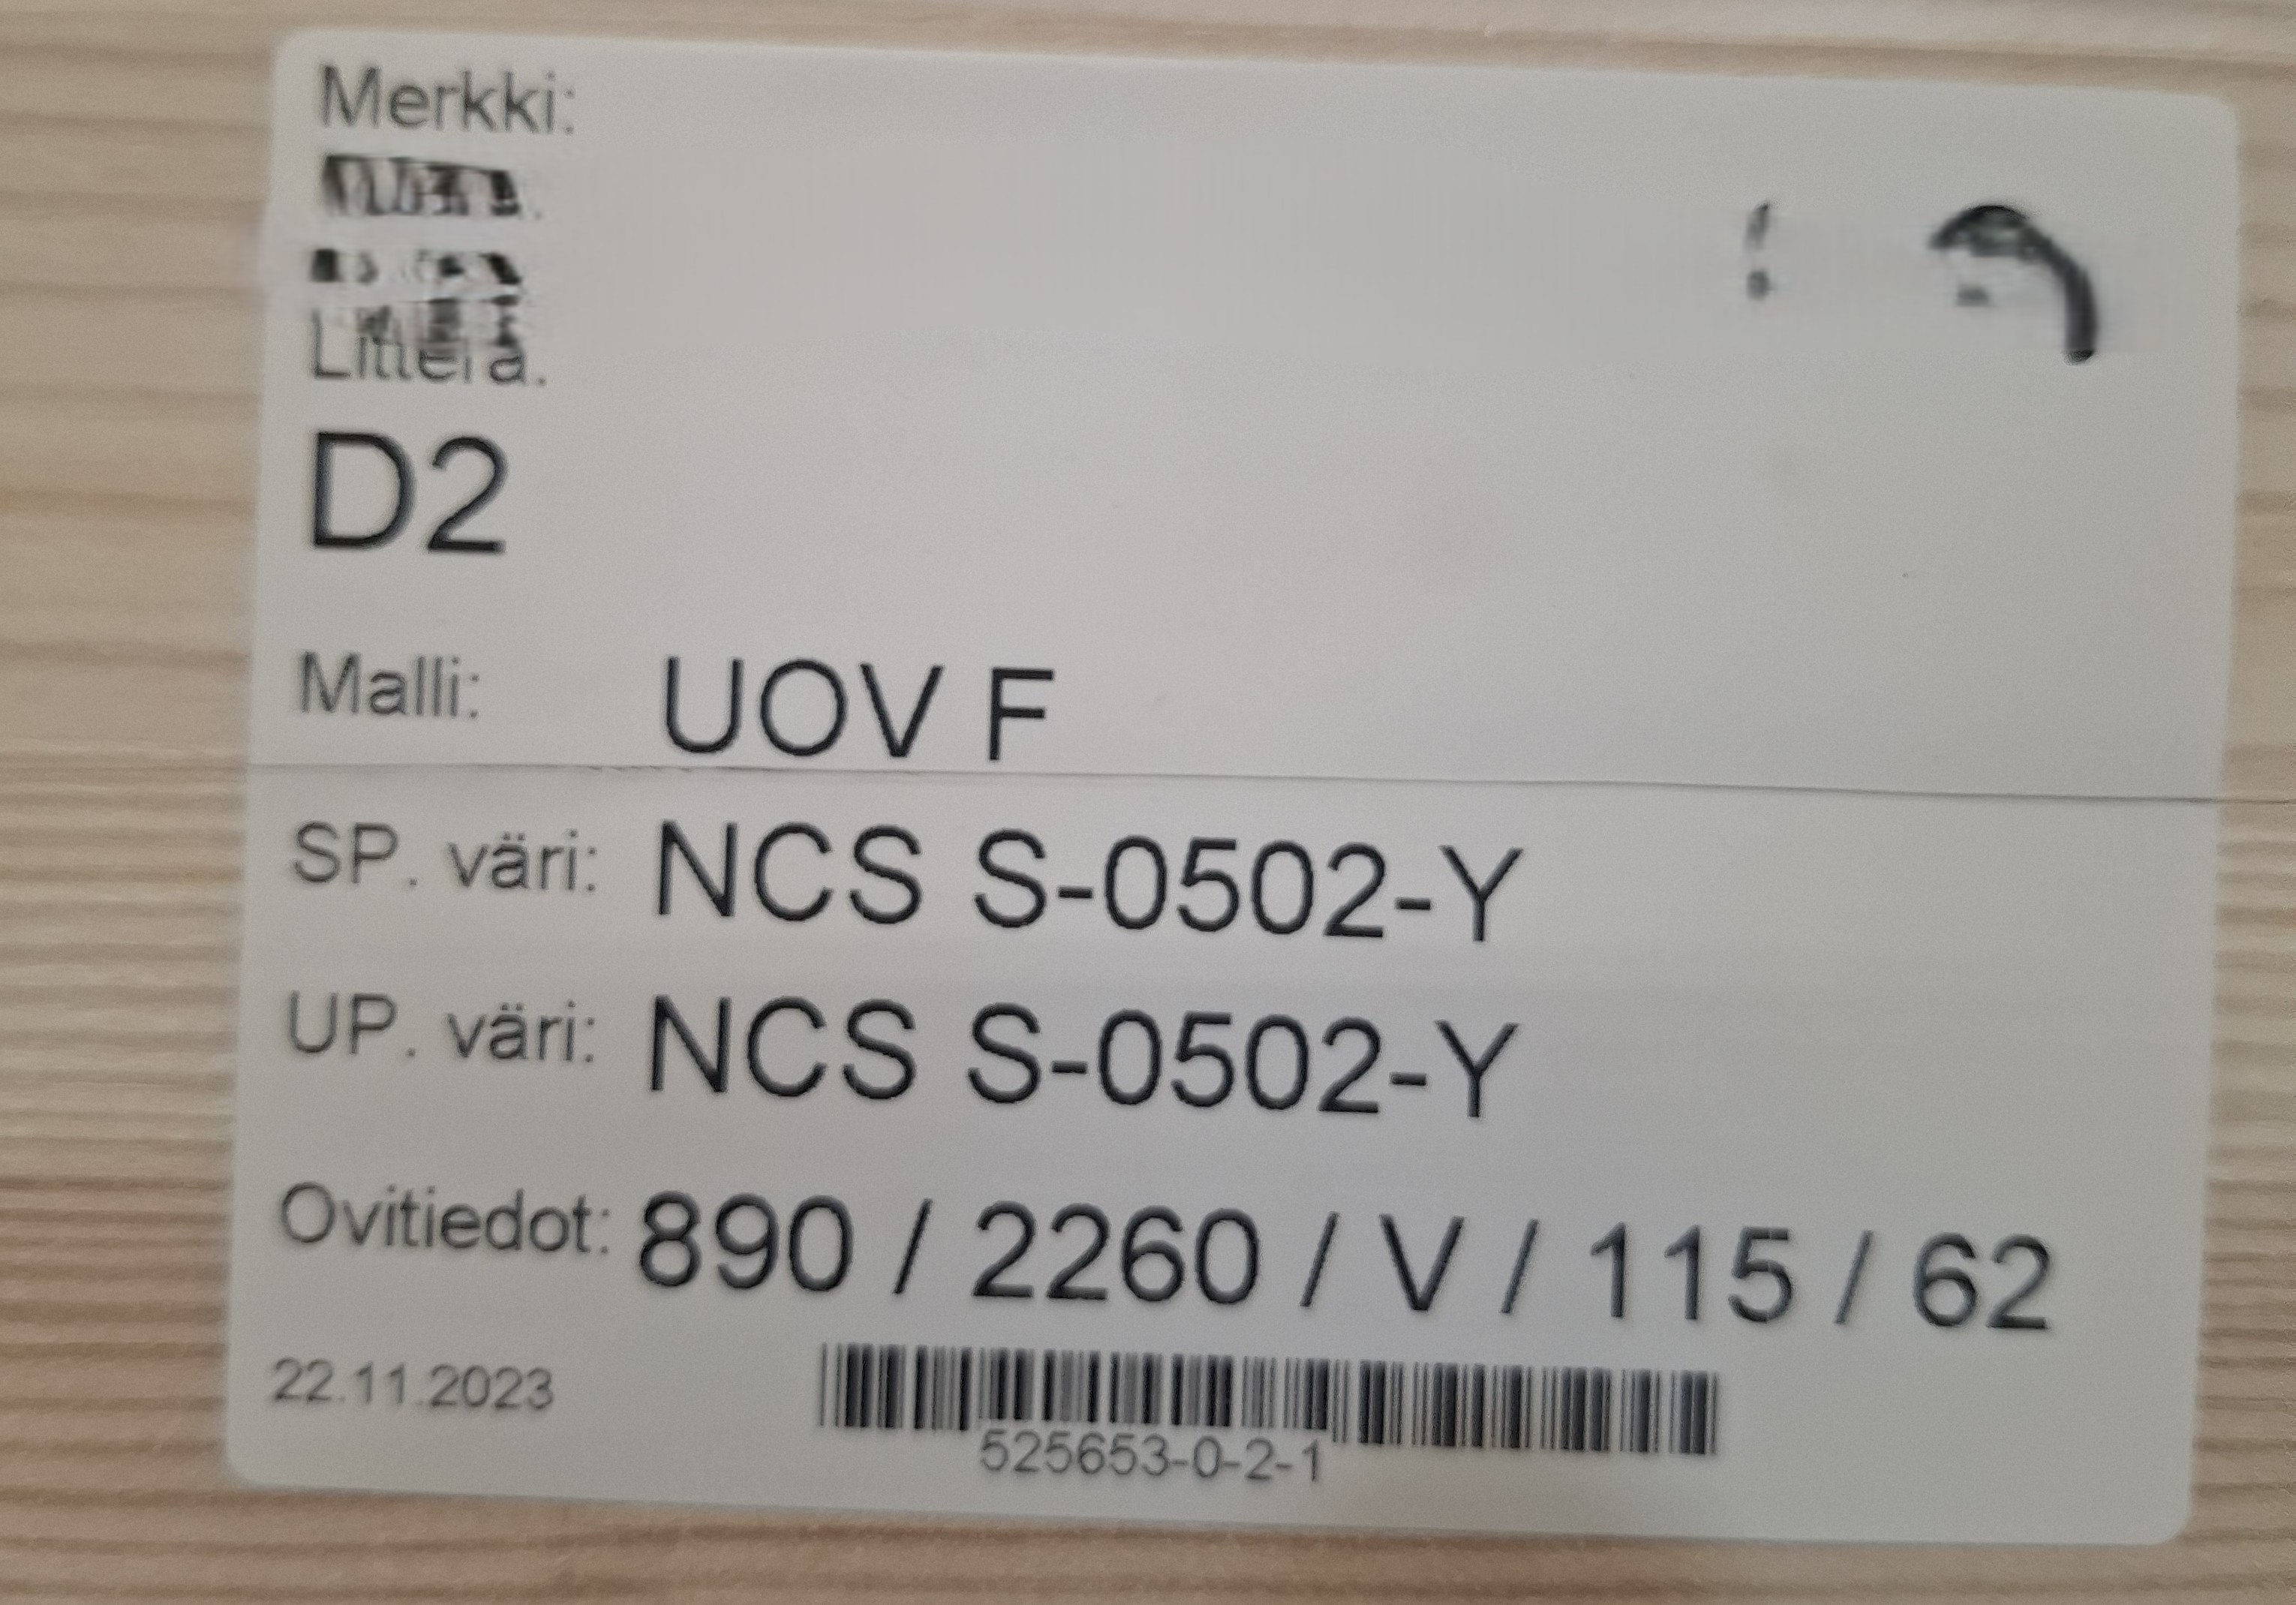 Merkki:
Littera:
D2
Malli: UOV F
SP. väri: NCS S-0502-Y
UP. väri: NCS S-0502-Y
Ovitiedot: 890 / 2260 / V / 115 / 62
22.11.2023
525653-0-2-1